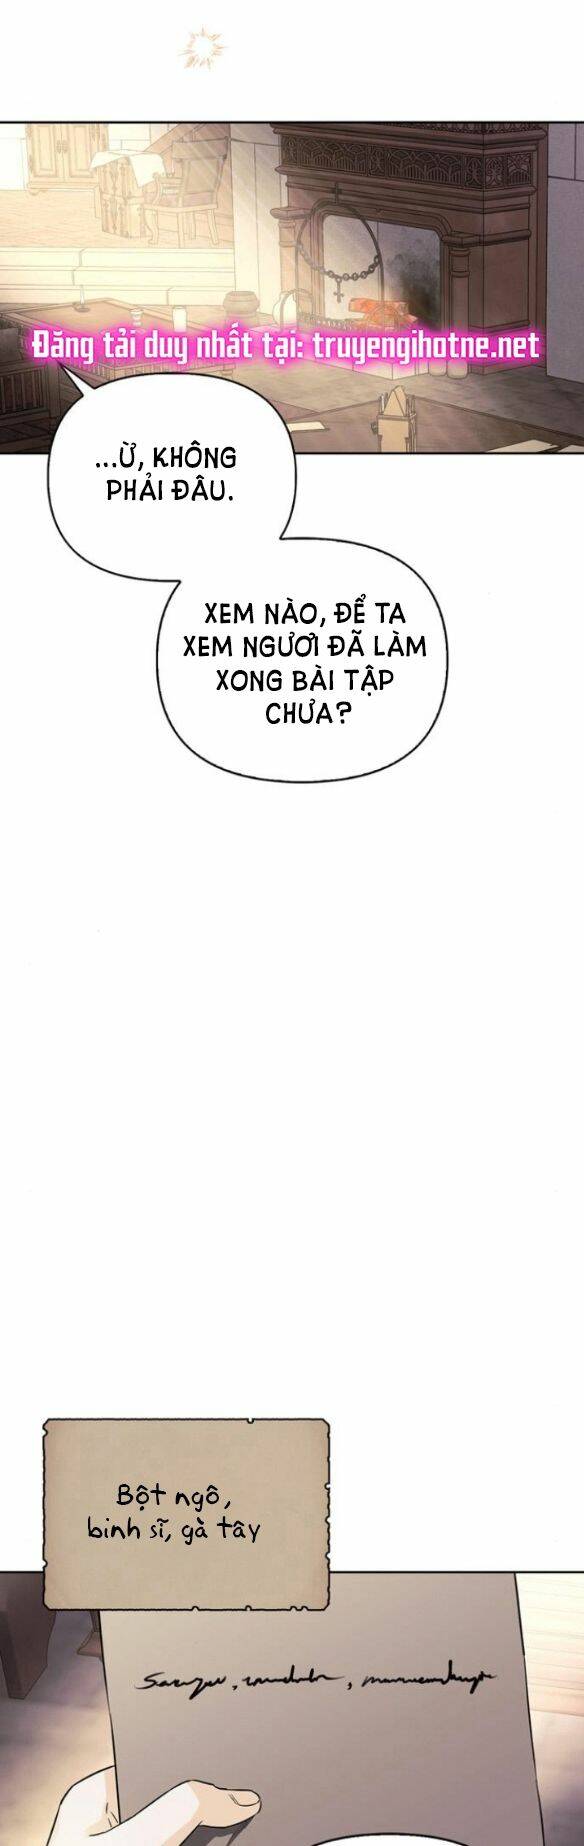 Đăng tải duy nhất tại: truyengihotne.net
...Ừ, KHÔNG
PHẢI ĐÂU.
XEM NÀO, ĐỂ TA
XEM NGƯƠI ĐÃ LÀM
XONG BÀI TẬP
CHƯA?
Bột ngô,
binh sĩ, gà tây